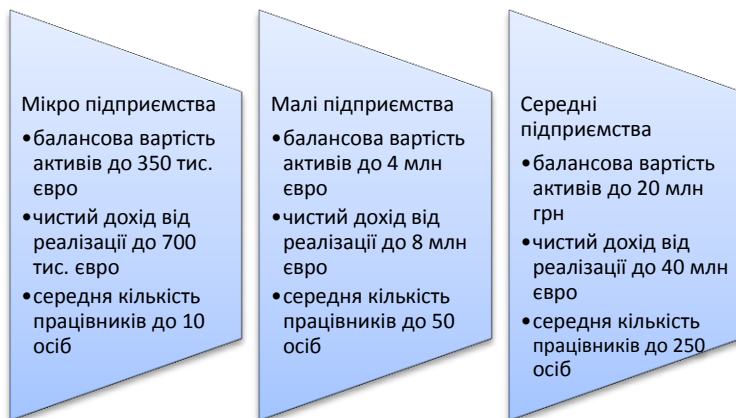 Мікро підприємства
•балансова вартість
активів до 350 тис.
євро
•чистий дохід від
реалізації до 700
тис. євро
•середня кількість
працівників до 10
осіб
Малі підприємства
•балансова вартість
активів до 4 млн
євро
•чистий дохід від
реалізації до 8 млн
євро
•середня кількість
працівників до 50
осіб
Середні
підприємства
•балансова вартість
активів до 20 млн
грн
•чистий дохід від
реалізації до 40 млн
євро
•середня кількість
працівників до 250
осіб